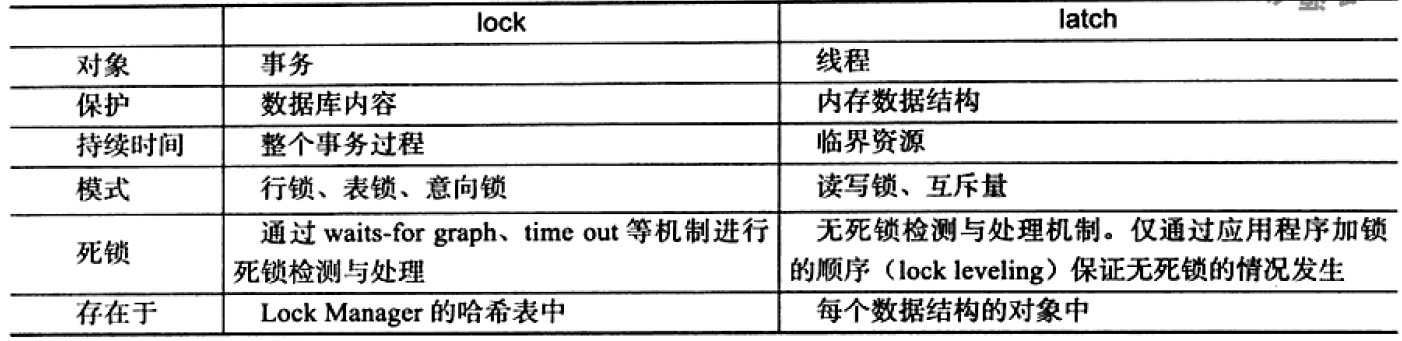 lock latch
对象 事务 线程
保护 数据库内容 内存数据结构
持续时间 整个事务过程 临界资源
模式 行锁、表锁、意向锁 读写锁、互斥量
死锁 通过 waits-for graph、time out 等机制进行 无死锁检测与处理机制。仅通过应用程序加锁
死锁检测与处理 的顺序（lock leveling）保证无死锁的情况发生
存在于 Lock Manager 的哈希表中 每个数据结构的对象中